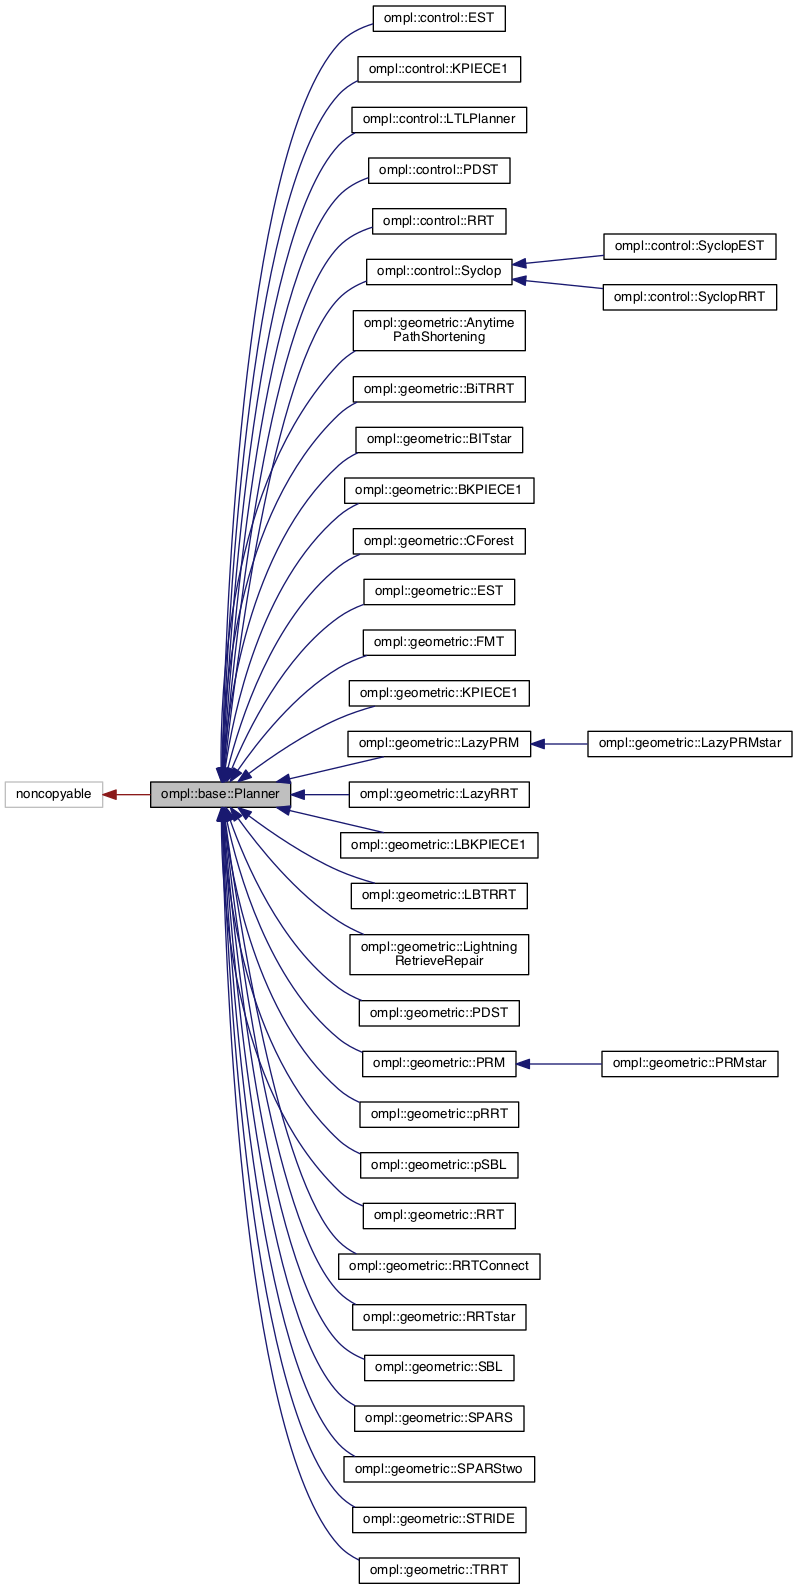 ompl::control::EST
ompl::control::KPIECE1
ompl::control::LTLPlanner
ompl::control::PDST
ompl::control::RRT
ompl::control::Syclop
ompl::control::SyclopEST
ompl::control::SyclopRRT
ompl::geometric::Anytime
PathShortening
ompl::geometric::BiTRRT
ompl::geometric::BITstar
ompl::geometric::BKPIECE1
ompl::geometric::CForest
ompl::geometric::EST
ompl::geometric::FMT
ompl::geometric::KPIECE1
ompl::geometric::LazyPRM
ompl::geometric::LazyPRMstar
noncopyable
ompl::base::Planner
ompl::geometric::LazyRRT
ompl::geometric::LBKPIECE1
ompl::geometric::LBTRRT
ompl::geometric::Lightning
RetrieveRepair
ompl::geometric::PDST
ompl::geometric::PRM
ompl::geometric::PRMstar
ompl::geometric::pRRT
ompl::geometric::pSBL
ompl::geometric::RRT
ompl::geometric::RRTConnect
ompl::geometric::RRTstar
ompl::geometric::SBL
ompl::geometric::SPARS
ompl::geometric::SPARStwo
ompl::geometric::STRIDE
ompl::geometric::TRRT